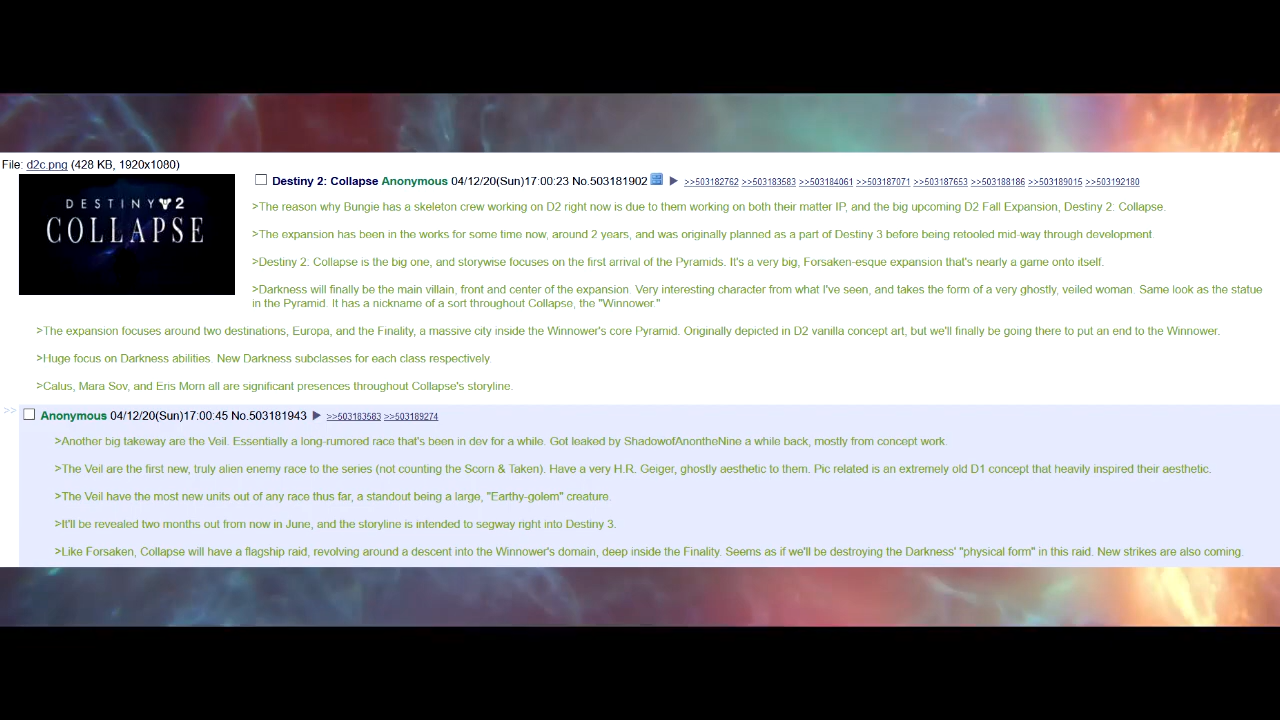 File: d2c.png (428 KB, 1920x1080)
DESTINY 2
COLLAPSE
Destiny 2: Collapse Anonymous 04/12/20(Sun)17:00:23 No.503181902 >>503182762 >>503183583 >>503184061 >>503187071 >>503187653 >>503188186 >>503189015 >>503192180
>The reason why Bungie has a skeleton crew working on D2 right now is due to them working on both their matter IP, and the big upcoming D2 Fall Expansion, Destiny 2: Collapse.
>The expansion has been in the works for some time now, around 2 years, and was originally planned as a part of Destiny 3 before being retooled mid-way through development.
>Destiny 2: Collapse is the big one, and storywise focuses on the first arrival of the Pyramids. It's a very big, Forsaken-esque expansion that's nearly a game onto itself.
>Darkness will finally be the main villain, front and center of the expansion. Very interesting character from what I've seen, and takes the form of a very ghostly, veiled woman. Same look as the statue
in the Pyramid. It has a nickname of a sort throughout Collapse, the "Winnower."
>The expansion focuses around two destinations, Europa, and the Finality, a massive city inside the Winnower's core Pyramid. Originally depicted in D2 vanilla concept art, but we'll finally be going there to put an end to the Winnower.
>Huge focus on Darkness abilities. New Darkness subclasses for each class respectively.
>Calus, Mara Sov, and Eris Morn all are significant presences throughout Collapse's storyline.
>> Anonymous 04/12/20(Sun)17:00:45 No.503181943 >>503183583 >>503189274
>Another big takeway are the Veil. Essentially a long-rumored race that's been in dev for a while. Got leaked by ShadowofAnontheNine a while back, mostly from concept work.
>The Veil are the first new, truly alien enemy race to the series (not counting the Scorn & Taken). Have a very H.R. Geiger, ghostly aesthetic to them. Pic related is an extremely old D1 concept that heavily inspired their aesthetic.
>The Veil have the most new units out of any race thus far, a standout being a large, "Earthy-golem" creature.
>It'll be revealed two months out from now in June, and the storyline is intended to segway right into Destiny 3.
>Like Forsaken, Collapse will have a flagship raid, revolving around a descent into the Winnower's domain, deep inside the Finality. Seems as if we'll be destroying the Darkness' "physical form" in this raid. New strikes are also coming.